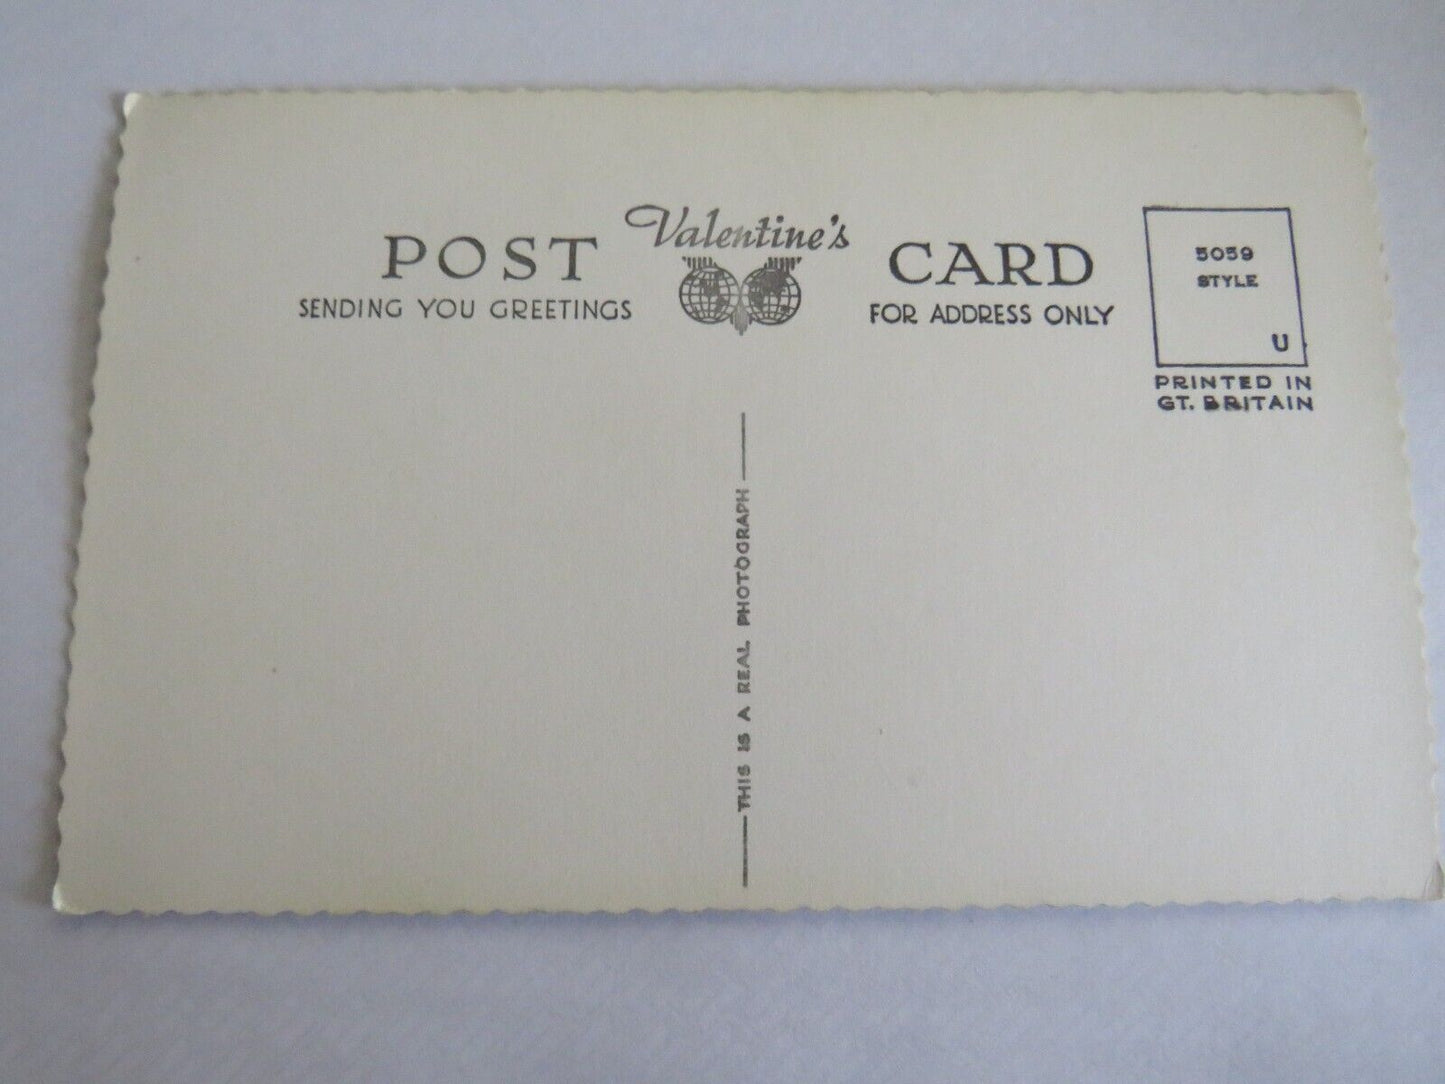 Valentine's
POST CARD
SENDING YOU GREETINGS
FOR ADDRESS ONLY
5059
STYLE
U
PRINTED IN
GT. BRITAIN
THIS IS A REAL PHOTOGRAPH